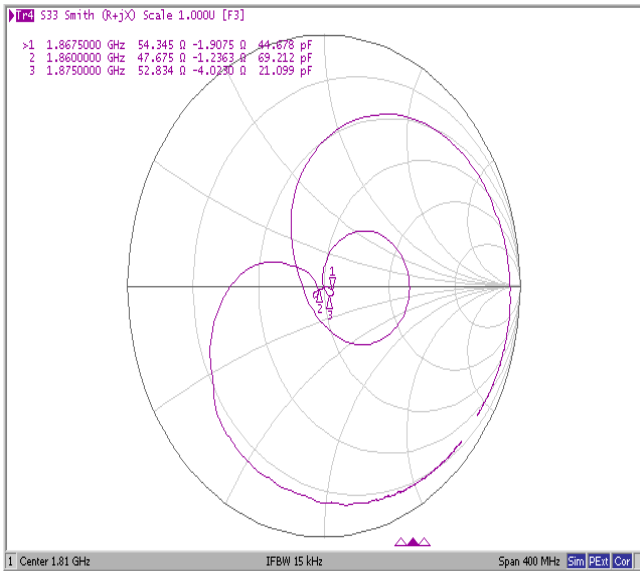 Tr4 S33 Smith (R+jX) Scale 1.000U [F3]
>1 1.8675000 GHz 54.345 Ω -1.9075 Ω 44.678 pF
2 1.8600000 GHz 47.675 Ω -1.2363 Ω 69.212 pF
3 1.8750000 GHz 52.834 Ω -4.0230 Ω 21.099 pF
1
2
3
1 Center 1.81 GHz IFBW 15 kHz Span 400 MHz Sim PExt Cor